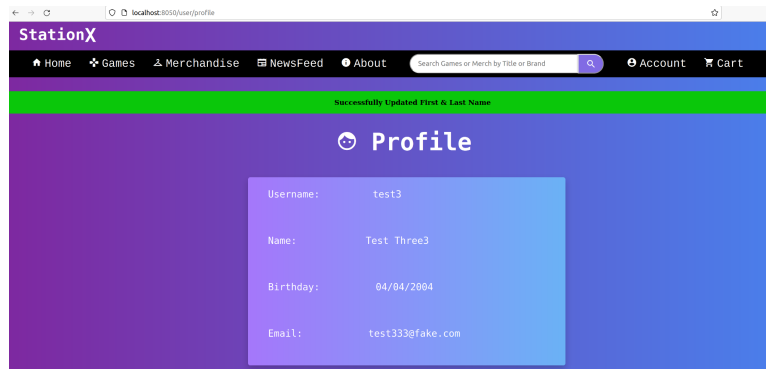 localhost:8050/user/profile
StationX
Home Games Merchandise NewsFeed About Search Games or Merch by Title or Brand Account Cart
Successfully Updated First & Last Name
Profile
Username: test3
Name: Test Three3
Birthday: 04/04/2004
Email: test333@fake.com